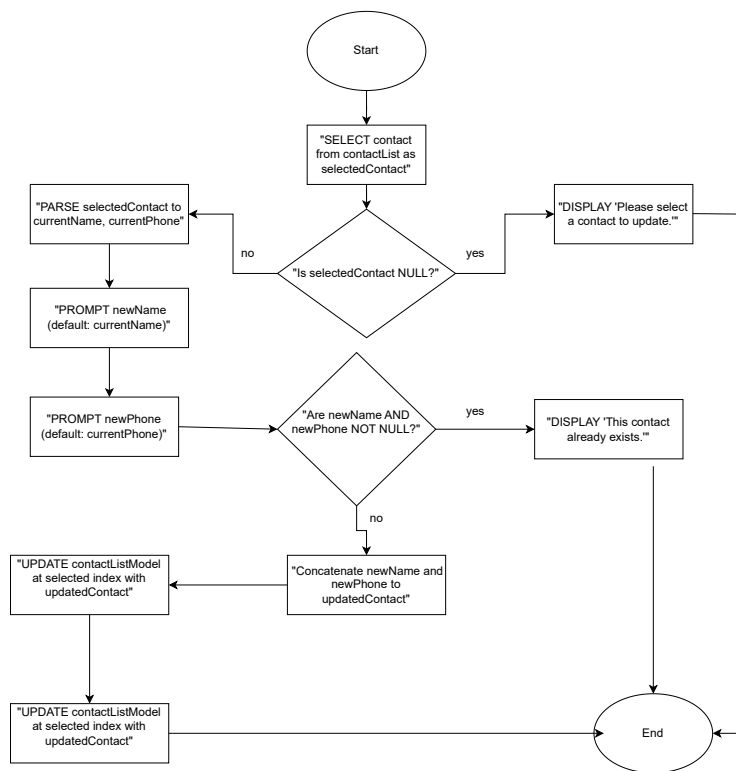 Start
"SELECT contact
from contactList as
selectedContact"
"PARSE selectedContact to
currentName, currentPhone"
"DISPLAY 'Please select
a contact to update.'"
no
yes
"Is selectedContact NULL?"
"PROMPT newName
(default: currentName)"
"PROMPT newPhone
(default: currentPhone)"
"Are newName AND
newPhone NOT NULL?"
yes
"DISPLAY 'This contact
already exists.'"
no
"UPDATE contactListModel
at selected index with
updatedContact"
"Concatenate newName and
newPhone to
updatedContact"
"UPDATE contactListModel
at selected index with
updatedContact"
End